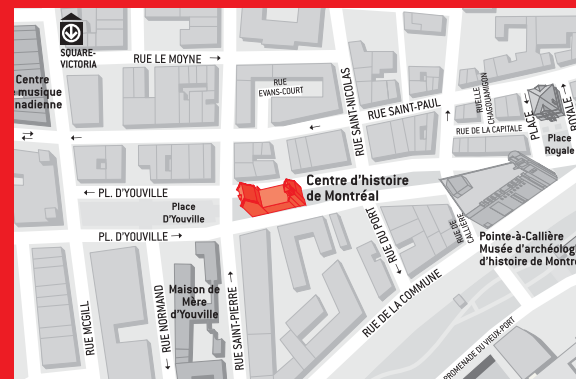 SQUARE-
VICTORIA
RUE LE MOYNE
Centre
musique
nadienne
RUE
EVANS-COURT
RUE SAINT-NICOLAS
RUE SAINT-PAUL
RUELLE
CHAGOUAMIGON
RUE DE LA CAPITALE
PLACE
ROYALE
Place
Royale
Centre d'histoire
de Montréal
PL. D'YOUVILLE
Place
D'Youville
PL. D'YOUVILLE
RUE DU PORT
RUE DE
CALLIÈRE
Pointe-à-Callière
Musée d'archéolog
d'histoire de Montré
Maison de
Mère
d'Youville
RUE MCGILL
RUE NORMAND
RUE SAINT-PIERRE
RUE DE LA COMMUNE
PROMENADE DU VIEUX-PORT